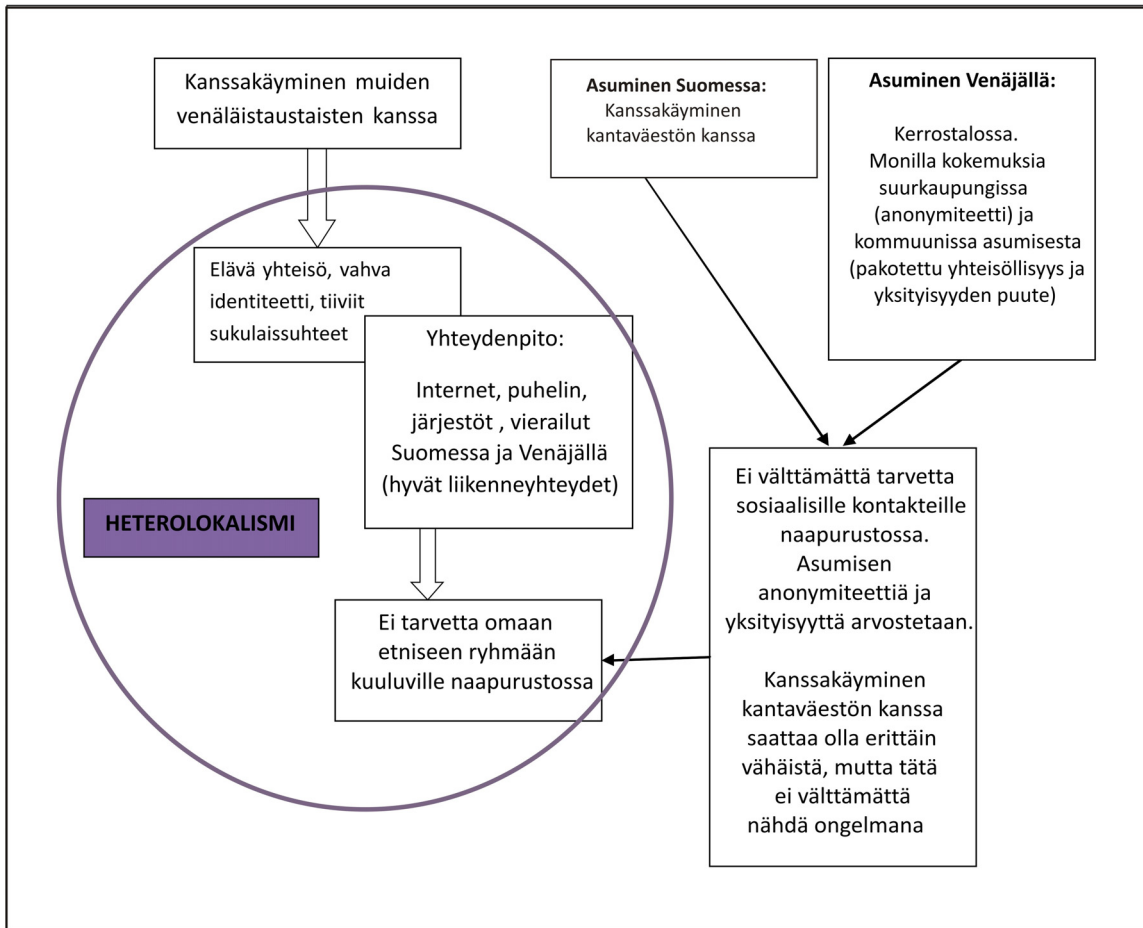 Kanssakäyminen muiden
venäläistaustaisten kanssa
Asuminen Suomessa:
Kanssakäyminen
kantaväestön kanssa
Asuminen Venäjällä:
Kerrostalossa.
Monilla kokemuksia
suurkaupungissa
(anonymiteetti) ja
kommuunissa asumisesta
(pakotettu yhteisöllisyys ja
yksityisyyden puute)
Elävä yhteisö, vahva
identiteetti, tiiviit
sukulaissuhteet
Yhteydenpito:
Internet, puhelin,
järjestöt , vierailut
Suomessa ja Venäjällä
(hyvät liikenneyhteydet)
HETEROLOKALISMI
Ei tarvetta omaan
etniseen ryhmään
kuuluville naapurustossa
Ei välttämättä tarvetta
sosiaalisille kontakteille
naapurustossa.
Asumisen
anonymiteettiä ja
yksityisyyttä arvostetaan.
Kanssakäyminen
kantaväestön kanssa
saattaa olla erittäin
vähäistä, mutta tätä
ei välttämättä
nähdä ongelmana